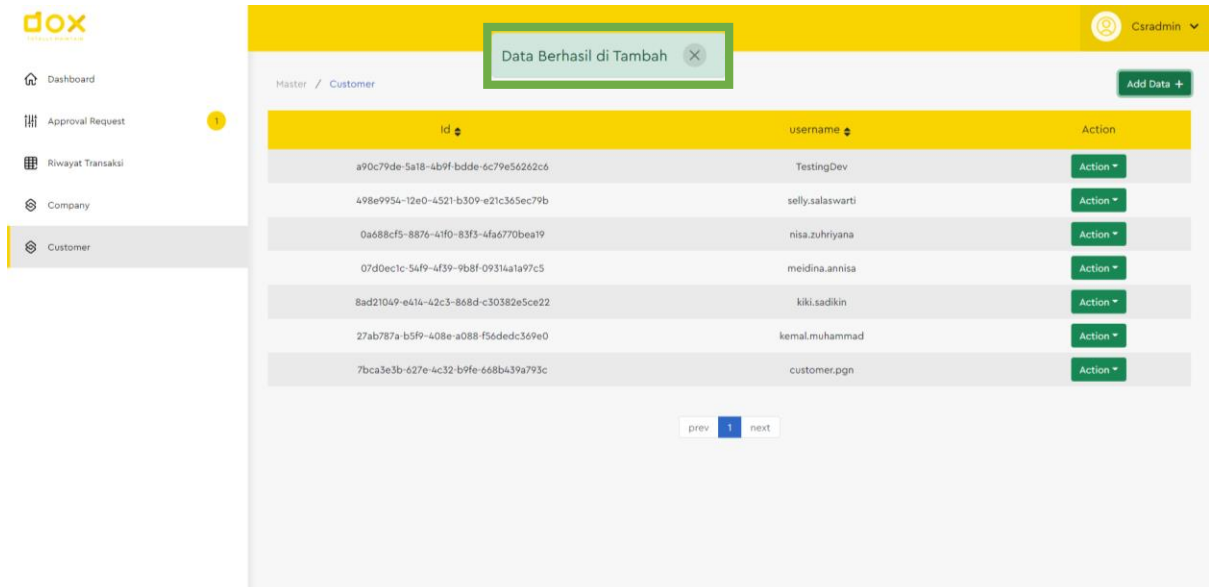 dox
Csradmin
Data Berhasil di Tambah
Dashboard
Master / Customer
Add Data +
Approval Request 1
Id username Action
Riwayat Transaksi
a90c79de-5a18-4b9f-bdde-6c79e56262c6 TestingDev Action
Company
498e9954-12e0-4521-b309-e21c365ec79b selly.salaswarti Action
Customer
0a688cf5-8876-41f0-83f3-4fa6770bea19 nisa.zuhriyana Action
07d0ec1c-54f9-4f39-9b8f-09314a1a97c5 meidina.annisa Action
8ad21049-e414-42c3-868d-c30382e5ce22 kiki.sadikin Action
27ab787a-b5f9-408e-a088-f56dedc369e0 kemal.muhammad Action
7bca3e3b-627e-4c32-b9fe-668b439a793c customer.pgn Action
prev 1 next